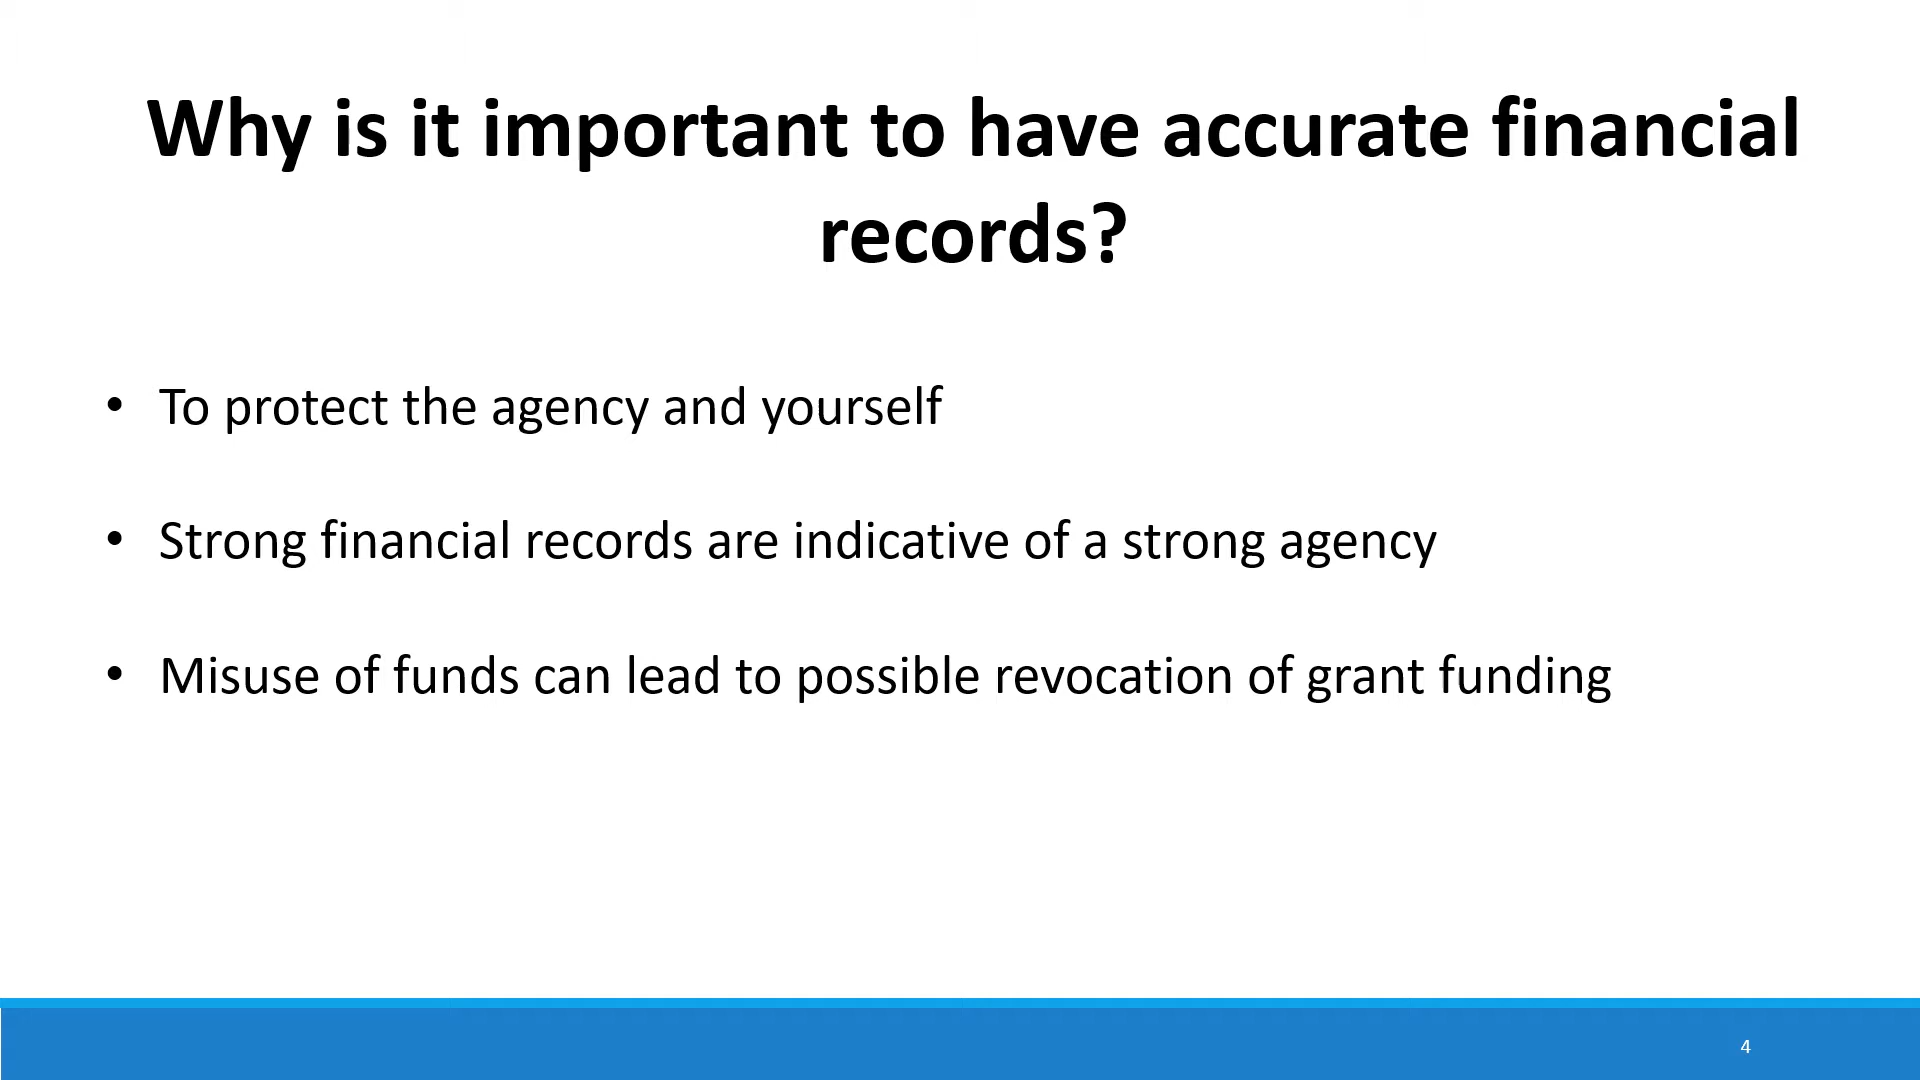 Why is it important to have accurate financial
records?
• To protect the agency and yourself
• Strong financial records are indicative of a strong agency
• Misuse of funds can lead to possible revocation of grant funding
4